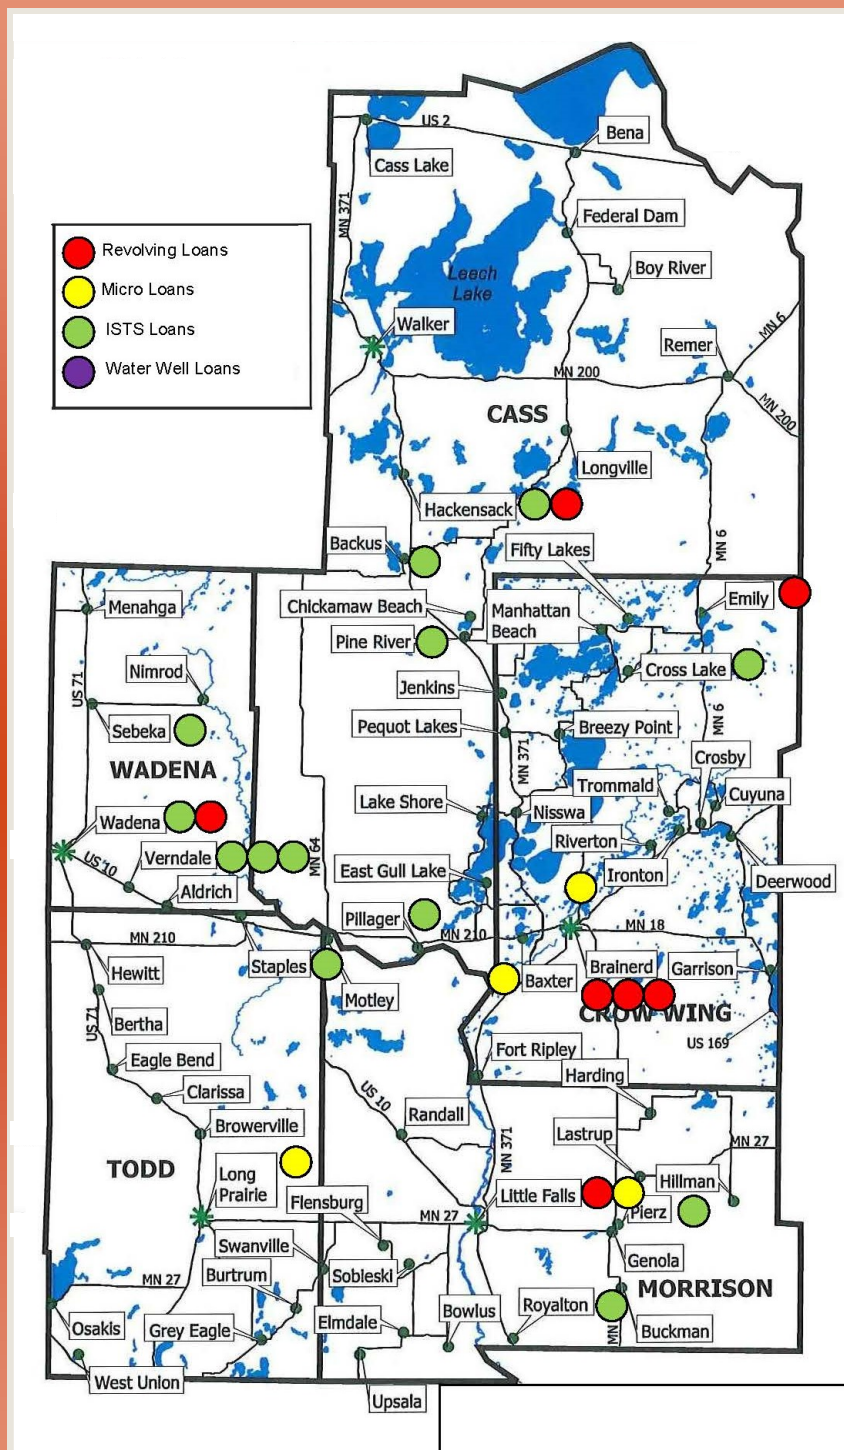 US 2
Bena
Cass Lake
MN 371
Federal Dam
Revolving Loans
Micro Loans
ISTS Loans
Water Well Loans
Boy River
Leech
Lake
Walker
MN 6
Remer
MN 200
MN 200
CASS
Longville
Hackensack
Backus
Fifty Lakes
MN 6
Menahga
Chickamaw Beach
Manhattan
Beach
Emily
Pine River
Nimrod
Cross Lake
US 71
Jenkins
Sebeka
Pequot Lakes
Breezy Point
MN 6
MN 371
Crosby
WADENA
Trommald
Cuyuna
Lake Shore
Nisswa
Wadena
Riverton
MN 64
US 10
Verndale
East Gull Lake
Ironton
Deerwood
Aldrich
Pillager
MN 18
MN 210
MN 210
Hewitt
Staples
Motley
Baxter
Brainerd
Garrison
Bertha
US 71
CROW WING
US 169
Eagle Bend
Fort Ripley
Harding
Clarissa
US 10
Randall
Browerville
MN 371
Lastrup
MN 27
TODD
Long
Prairie
Hillman
Little Falls
Flensburg
Pierz
MN 27
Swanville
Genola
Sobieski
MN 27
Burtrum
MORRISON
Osakis
Grey Eagle
Elmdale
Bowlus
Royalton
MN
Buckman
West Union
Upsala